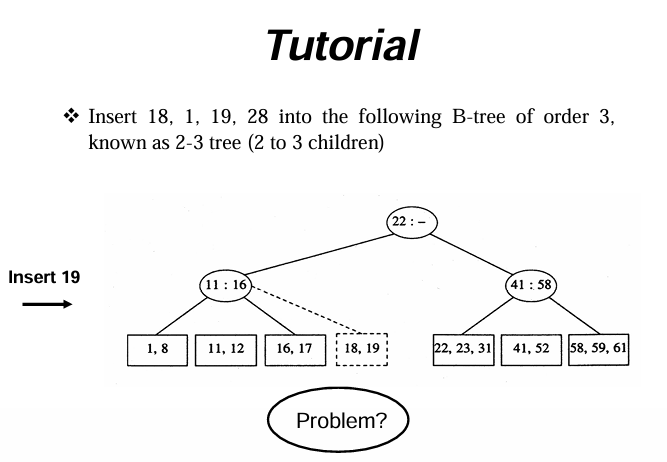 Tutorial
❖ Insert 18, 1, 19, 28 into the following B-tree of order 3,
known as 2-3 tree (2 to 3 children)
22 : –
Insert 19
11 : 16
41 : 58
1, 8
11, 12
16, 17
18, 19
22, 23, 31
41, 52
58, 59, 61
Problem?